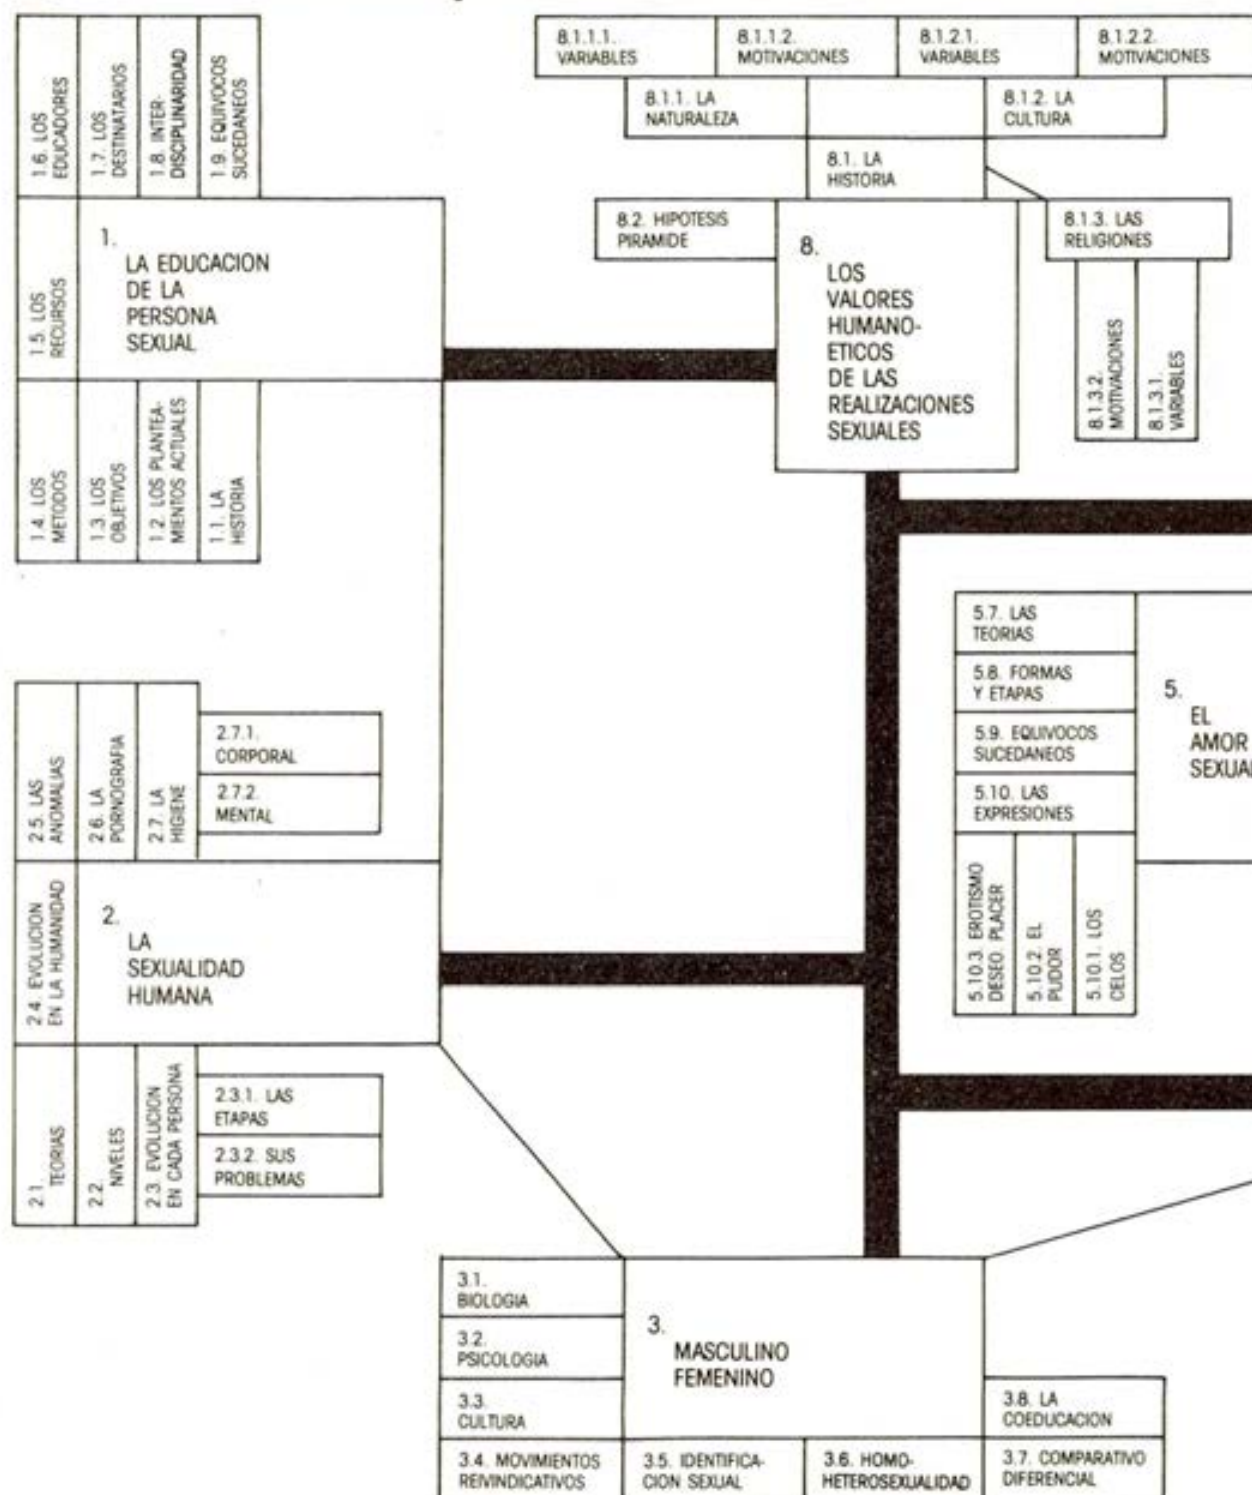 1.6. LOS
EDUCADORES
1.7. LOS
DESTINATARIOS
1.8. INTER-
DISCIPLINARIDAD
1.9. EQUIVOCOS
SUCEDANEOS
1.5. LOS
RECURSOS
1.
LA EDUCACION
DE LA
PERSONA
SEXUAL
1.4. LOS
METODOS
1.3. LOS
OBJETIVOS
1.2. LOS PLANTEA-
MIENTOS ACTUALES
1.1. LA
HISTORIA
8.1.1.1.
VARIABLES
8.1.1.2.
MOTIVACIONES
8.1.2.1.
VARIABLES
8.1.2.2.
MOTIVACIONES
8.1.1. LA
NATURALEZA
8.1.2. LA
CULTURA
8.1. LA
HISTORIA
8.2. HIPOTESIS
PIRAMIDE
8.
LOS
VALORES
HUMANO-
ETICOS
DE LAS
REALIZACIONES
SEXUALES
8.1.3. LAS
RELIGIONES
8.1.3.2.
MOTIVACIONES
8.1.3.1.
VARIABLES
5.7. LAS
TEORIAS
5.8. FORMAS
Y ETAPAS
5.9. EQUIVOCOS
SUCEDANEOS
5.10. LAS
EXPRESIONES
5.
EL
AMOR
SEXUAL
5.10.3. EROTISMO
DESEO. PLACER
5.10.2. EL
PUDOR
5.10.1. LOS
CELOS
2.5. LAS
ANOMALIAS
2.6. LA
PORNOGRAFIA
2.7. LA
HIGIENE
2.7.1.
CORPORAL
2.7.2.
MENTAL
2.4. EVOLUCION
EN LA HUMANIDAD
2.
LA
SEXUALIDAD
HUMANA
2.1.
TEORIAS
2.2.
NIVELES
2.3. EVOLUCION
EN CADA PERSONA
2.3.1. LAS
ETAPAS
2.3.2. SUS
PROBLEMAS
3.1.
BIOLOGIA
3.2.
PSICOLOGIA
3.3.
CULTURA
3.
MASCULINO
FEMENINO
3.8. LA
COEDUCACION
3.4. MOVIMIENTOS
REIVINDICATIVOS
3.5. IDENTIFICA-
CION SEXUAL
3.6. HOMO-
HETEROSEXUALIDAD
3.7. COMPARATIVO
DIFERENCIAL